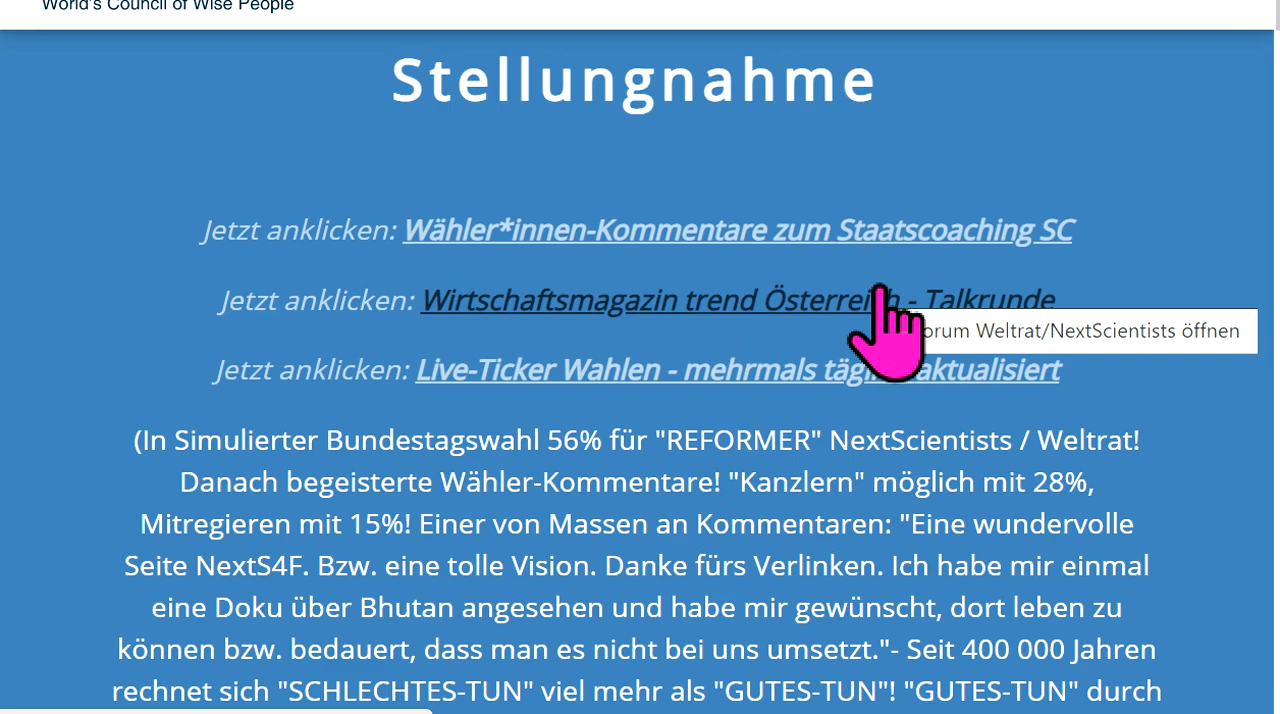 World's Council of Wise People
Stellungnahme
Jetzt anklicken: Wähler*innen-Kommentare zum Staatscoaching SC
Jetzt anklicken: Wirtschaftsmagazin trend Österreich - Talkrunde
orum Weltrat/NextScientists öffnen
Jetzt anklicken: Live-Ticker Wahlen - mehrmals täglich aktualisiert
(In Simulierter Bundestagswahl 56% für "REFORMER" NextScientists / Weltrat!
Danach begeisterte Wähler-Kommentare! "Kanzlern" möglich mit 28%,
Mitregieren mit 15%! Einer von Massen an Kommentaren: "Eine wundervolle
Seite NextS4F. Bzw. eine tolle Vision. Danke fürs Verlinken. Ich habe mir einmal
eine Doku über Bhutan angesehen und habe mir gewünscht, dort leben zu
können bzw. bedauert, dass man es nicht bei uns umsetzt."- Seit 400 000 Jahren
rechnet sich "SCHLECHTES-TUN" viel mehr als "GUTES-TUN"! "GUTES-TUN" durch